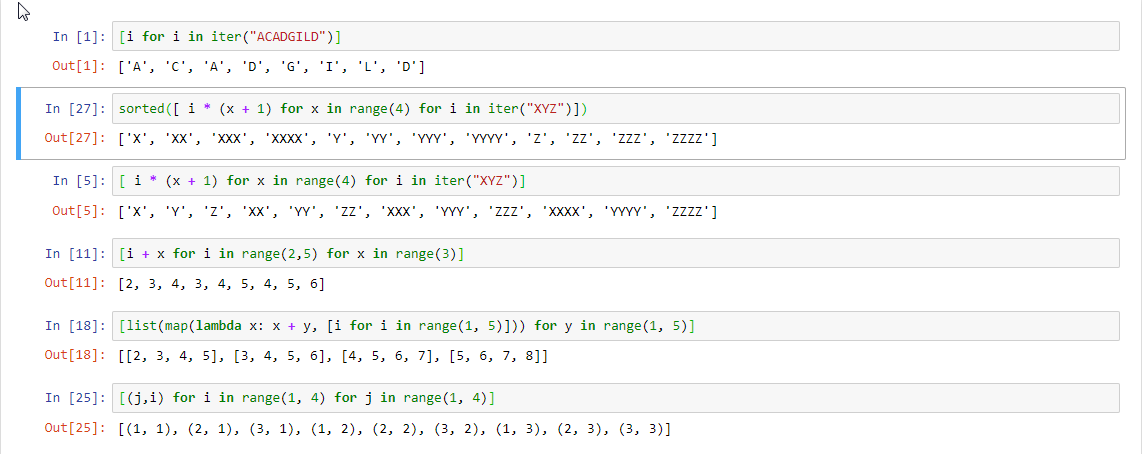 In [1]: [i for i in iter("ACADGILD")]
Out[1]: ['A', 'C', 'A', 'D', 'G', 'I', 'L', 'D']
In [27]: sorted([ i * (x + 1) for x in range(4) for i in iter("XYZ")])
Out[27]: ['X', 'XX', 'XXX', 'XXXX', 'Y', 'YY', 'YYY', 'YYYY', 'Z', 'ZZ', 'ZZZ', 'ZZZZ']
In [5]: [ i * (x + 1) for x in range(4) for i in iter("XYZ")]
Out[5]: ['X', 'Y', 'Z', 'XX', 'YY', 'ZZ', 'XXX', 'YYY', 'ZZZ', 'XXXX', 'YYYY', 'ZZZZ']
In [11]: [i + x for i in range(2,5) for x in range(3)]
Out[11]: [2, 3, 4, 3, 4, 5, 4, 5, 6]
In [18]: [list(map(lambda x: x + y, [i for i in range(1, 5)])) for y in range(1, 5)]
Out[18]: [[2, 3, 4, 5], [3, 4, 5, 6], [4, 5, 6, 7], [5, 6, 7, 8]]
In [25]: [(j,i) for i in range(1, 4) for j in range(1, 4)]
Out[25]: [(1, 1), (2, 1), (3, 1), (1, 2), (2, 2), (3, 2), (1, 3), (2, 3), (3, 3)]